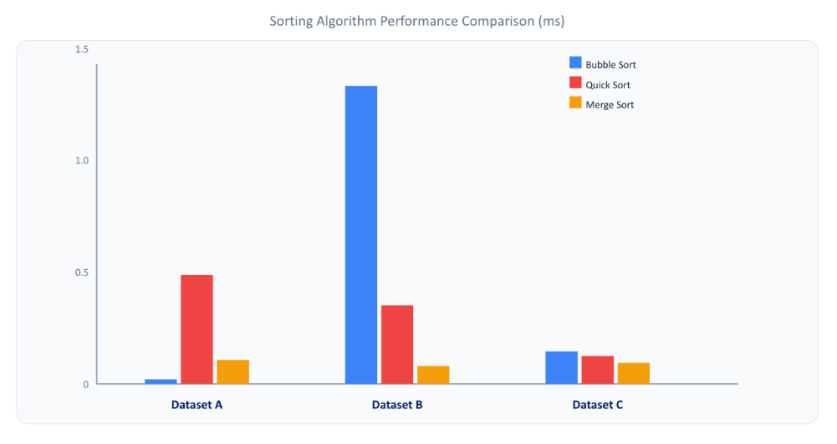 Sorting Algorithm Performance Comparison (ms)
1.5
Bubble Sort
Quick Sort
Merge Sort
1.0
0.5
0
Dataset A
Dataset B
Dataset C